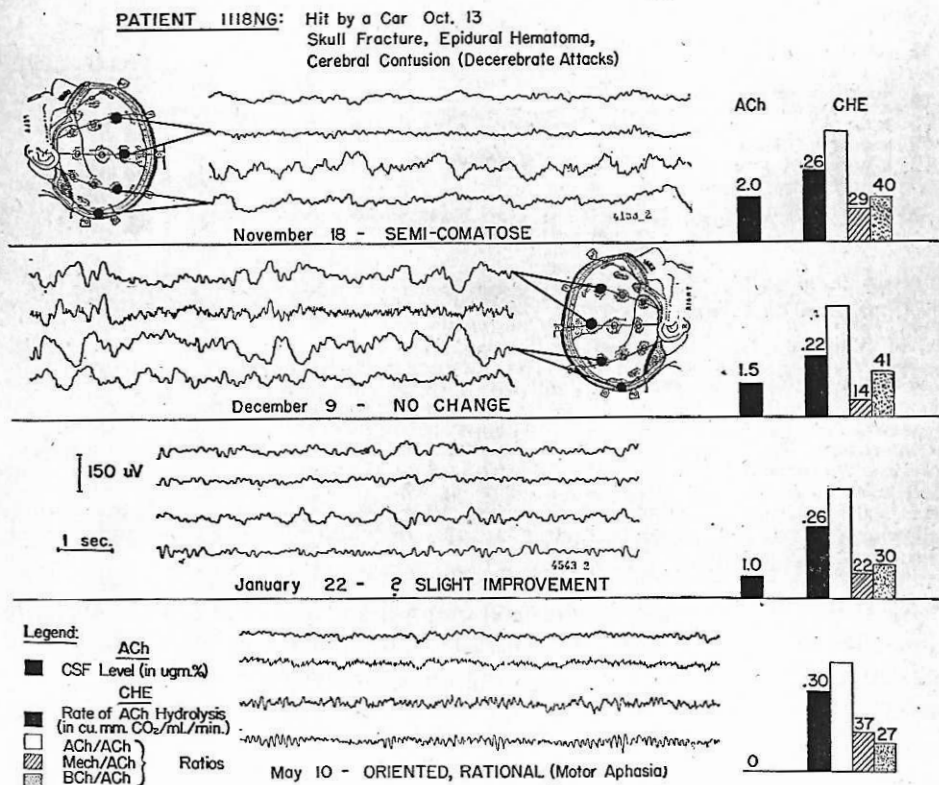 PATIENT 1118NG: Hit by a Car Oct. 13
Skull Fracture, Epidural Hematoma,
Cerebral Contusion (Decerebrate Attacks)
ACh CHE
2.0 .26 29 40
4133_2
November 18 - SEMI-COMATOSE
1.5 .22 14 41
December 9 - NO CHANGE
150 uV
1 sec.
1.0 .26 22 30
4543 2
January 22 - ? SLIGHT IMPROVEMENT
Legend:
ACh
CSF Level (in ugm.%)
CHE
Rate of ACh Hydrolysis
(in cu. mm. CO₂/mL/min.)
ACh/ACh
Mech/ACh
BCh/ACh
Ratios
0 .30 37 27
May 10 - ORIENTED, RATIONAL (Motor Aphasia)